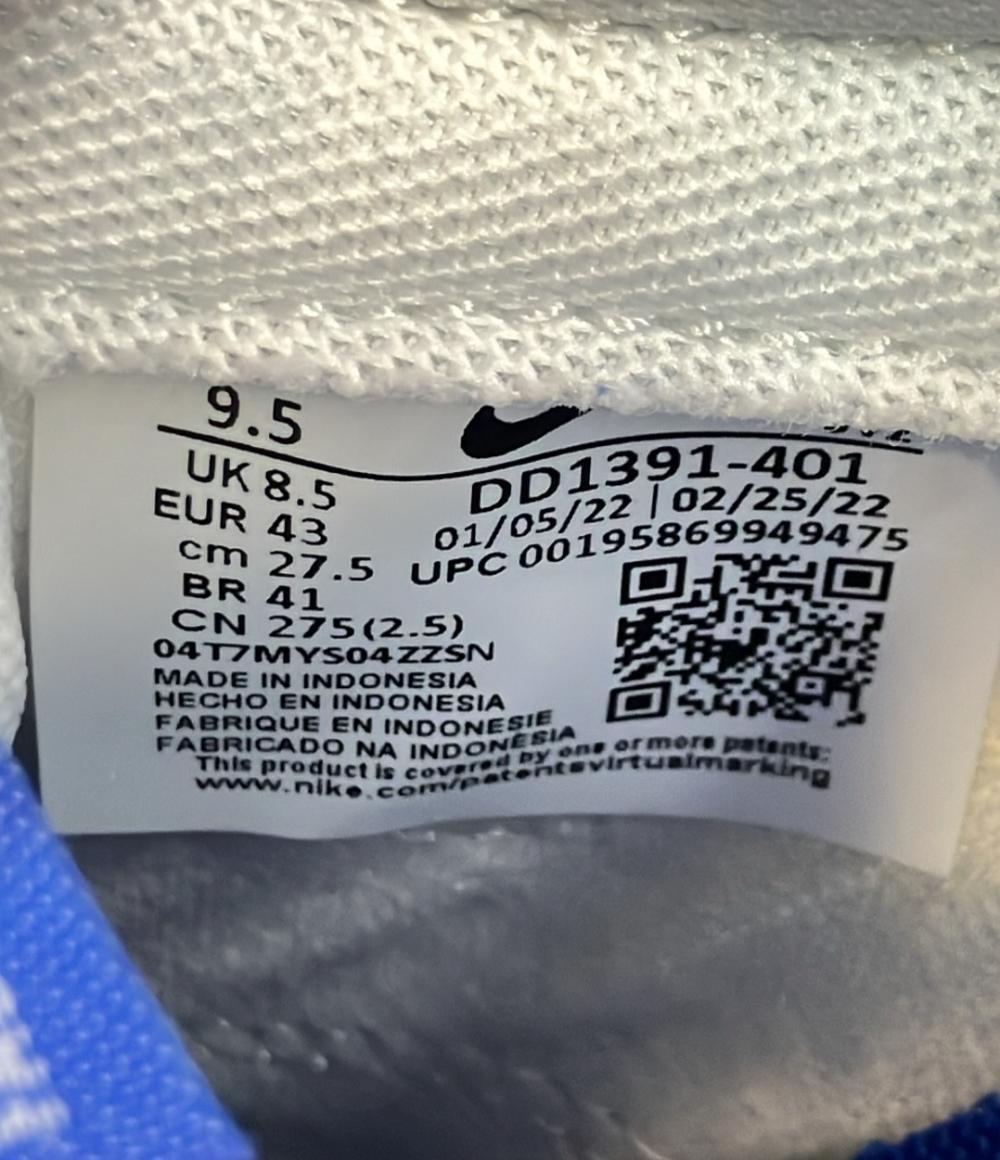 9.5
UK 8.5
EUR 43
cm 27.5
BR 41
CN 275(2.5)
04T7MYS04ZZSN
MADE IN INDONESIA
HECHO EN INDONESIA
FABRIQUE EN INDONESIE
FABRICADO NA INDONÉSIA
DD1391-401
01/05/22 | 02/25/22
UPC 00195869949475
This product is covered by one or more patents:
www.nike.com/patentsvirtualmarking